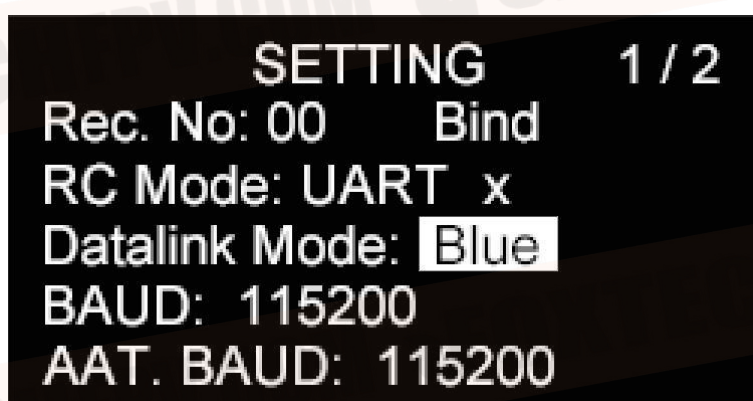 SETTING 1 / 2
Rec. No: 00 Bind
RC Mode: UART x
Datalink Mode: Blue
BAUD: 115200
AAT. BAUD: 115200